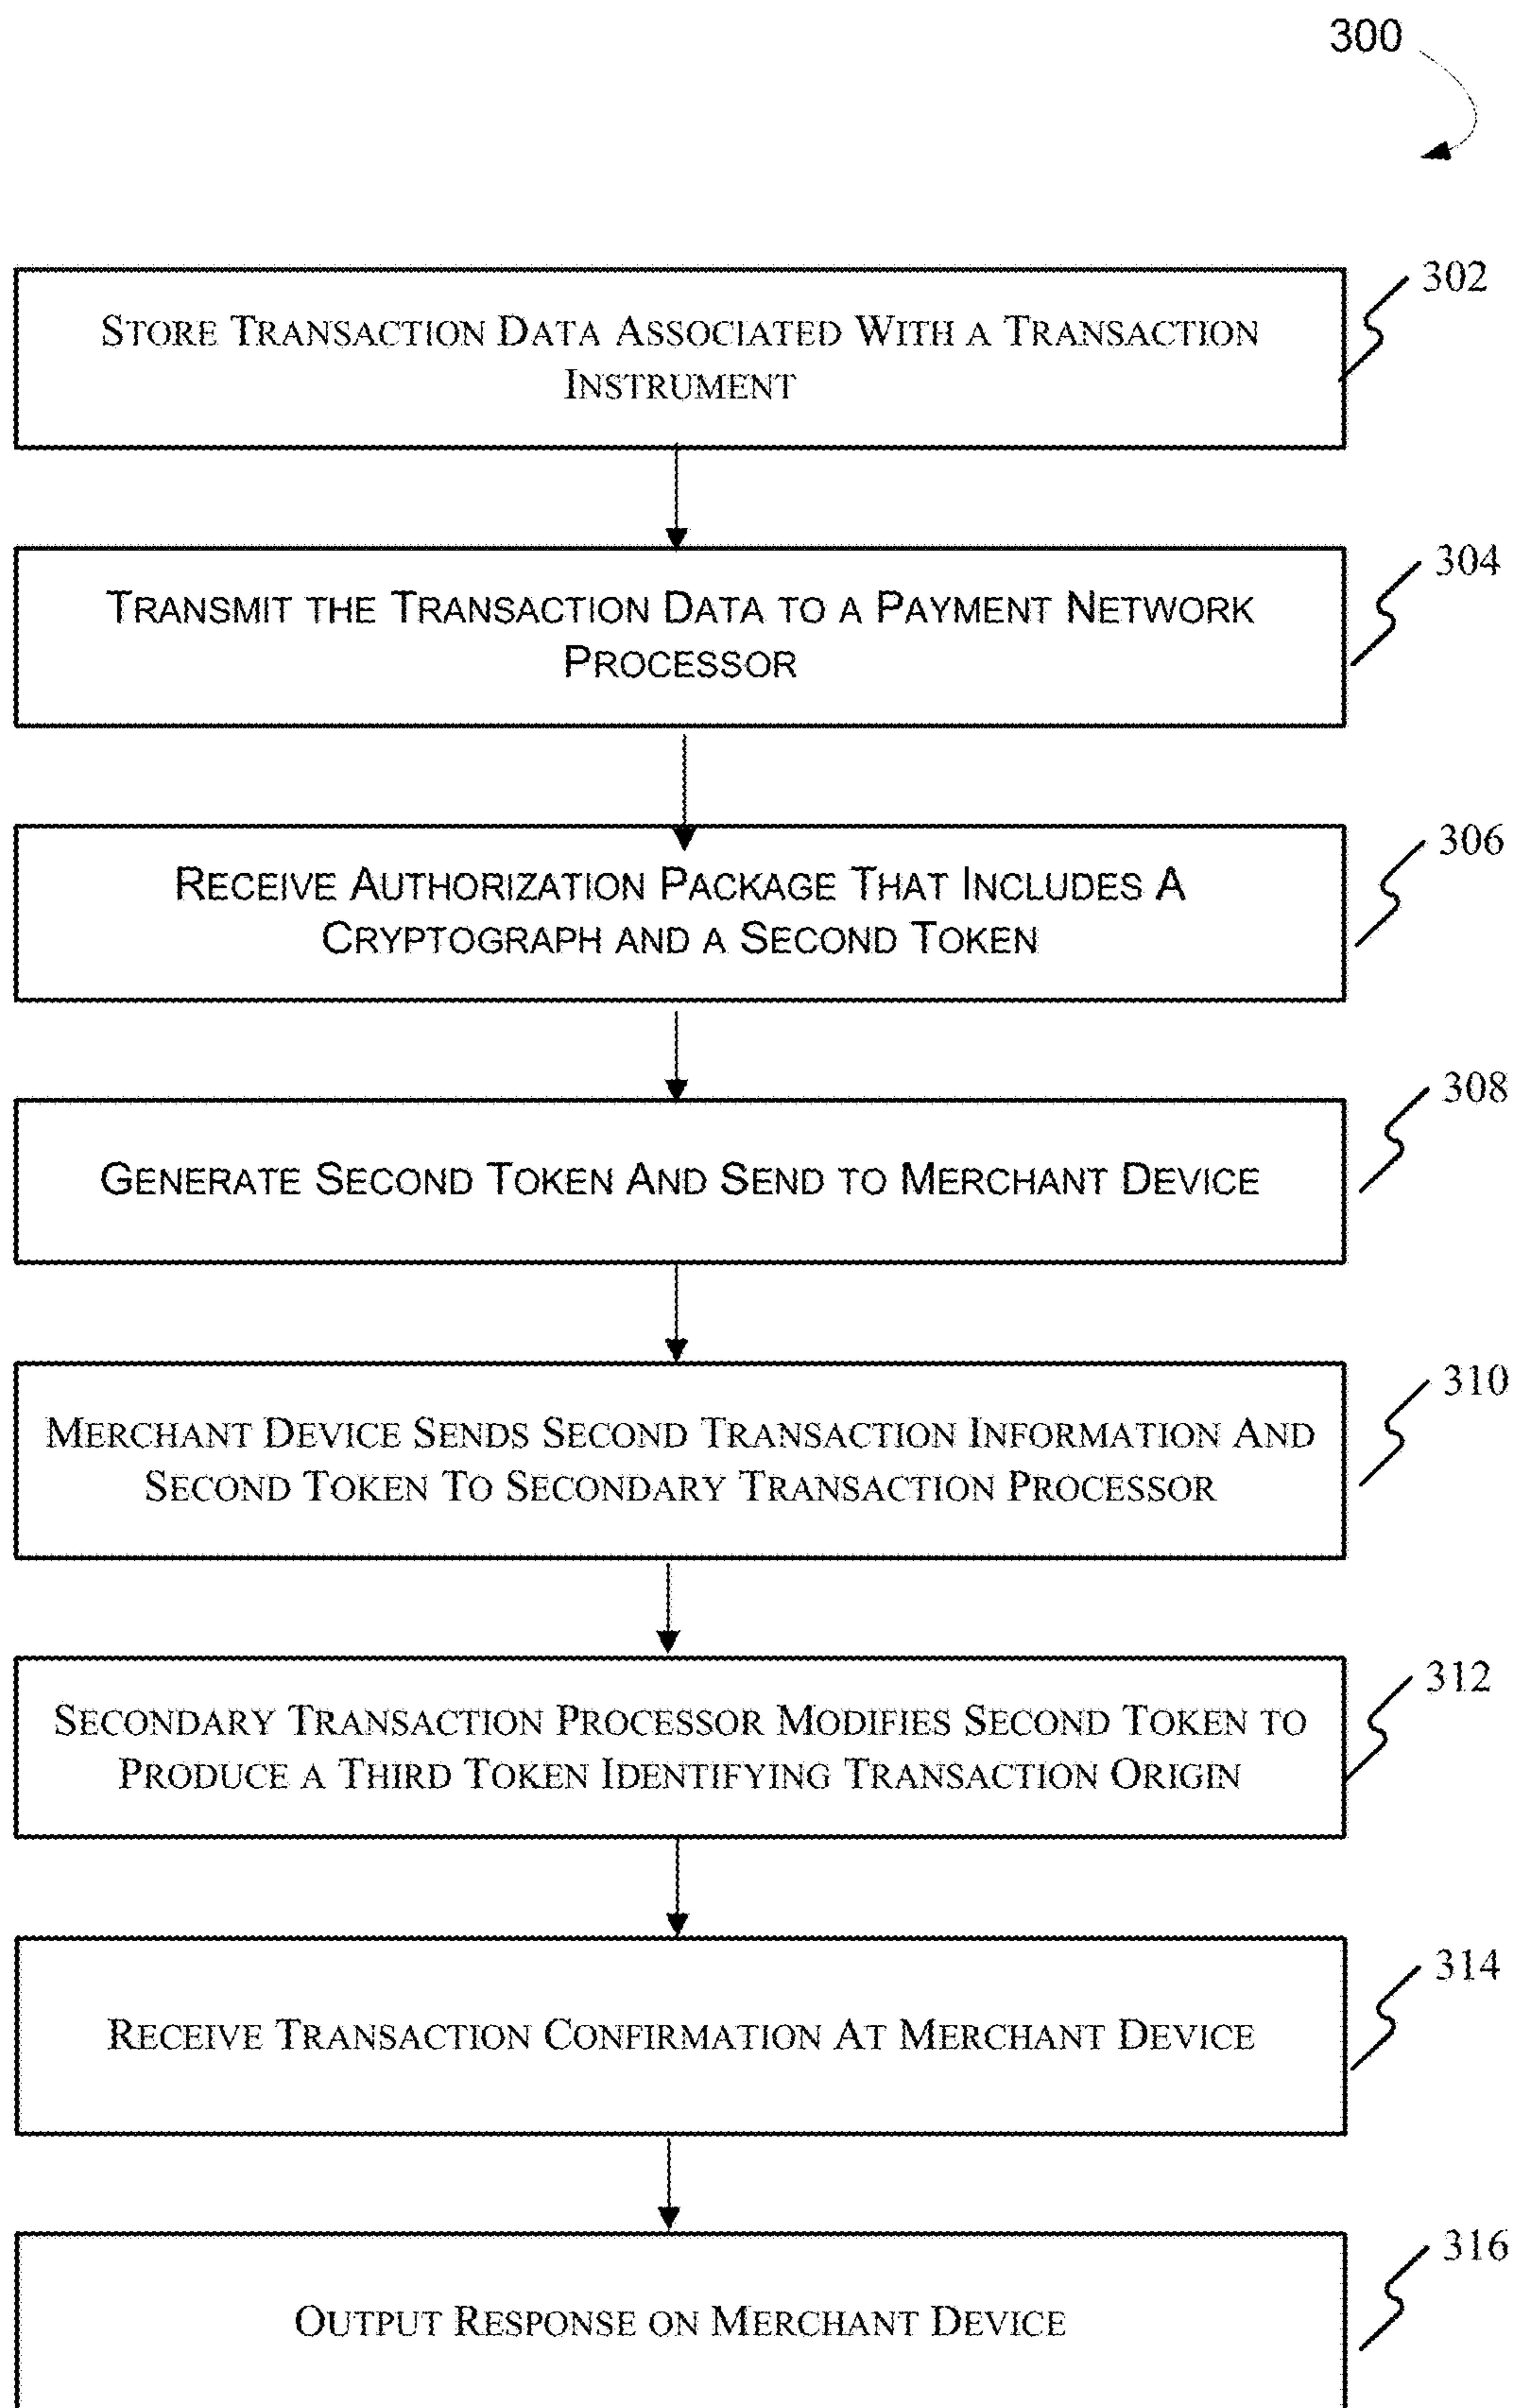 300
302
STORE TRANSACTION DATA ASSOCIATED WITH A TRANSACTION
INSTRUMENT
304
TRANSMIT THE TRANSACTION DATA TO A PAYMENT NETWORK
PROCESSOR
306
RECEIVE AUTHORIZATION PACKAGE THAT INCLUDES A
CRYPTOGRAPH AND A SECOND TOKEN
308
GENERATE SECOND TOKEN AND SEND TO MERCHANT DEVICE
310
MERCHANT DEVICE SENDS SECOND TRANSACTION INFORMATION AND
SECOND TOKEN TO SECONDARY TRANSACTION PROCESSOR
312
SECONDARY TRANSACTION PROCESSOR MODIFIES SECOND TOKEN TO
PRODUCE A THIRD TOKEN IDENTIFYING TRANSACTION ORIGIN
314
RECEIVE TRANSACTION CONFIRMATION AT MERCHANT DEVICE
316
OUTPUT RESPONSE ON MERCHANT DEVICE